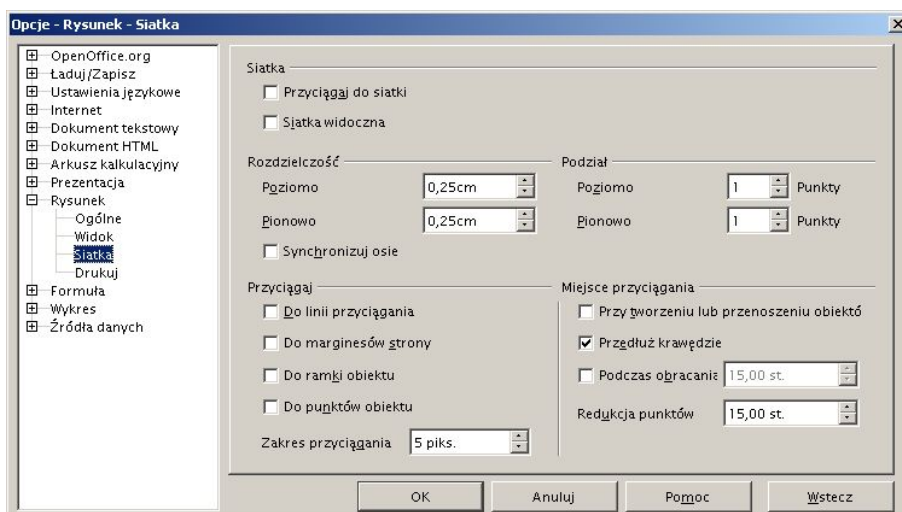 Opcje - Rysunek - Siatka
OpenOffice.org
Ładuj/Zapisz
Ustawienia językowe
Internet
Dokument tekstowy
Dokument HTML
Arkusz kalkulacyjny
Prezentacja
Rysunek
Ogólne
Widok
Siatka
Drukuj
Formuła
Wykres
Źródła danych
Siatka
Przyciągaj do siatki
Siatka widoczna
Rozdzielczość
Poziomo 0,25cm
Pionowo 0,25cm
Synchronizuj osie
Podział
Poziomo 1 Punkty
Pionowo 1 Punkty
Przyciągaj
Do linii przyciągania
Do marginesów strony
Do ramki obiektu
Do punktów obiektu
Zakres przyciągania 5 piks.
Miejsce przyciągania
Przy tworzeniu lub przenoszeniu obiektó
Przedłuż krawędzie
Podczas obracania 15,00 st.
Redukcja punktów 15,00 st.
OK Anuluj Pomoc Wstecz